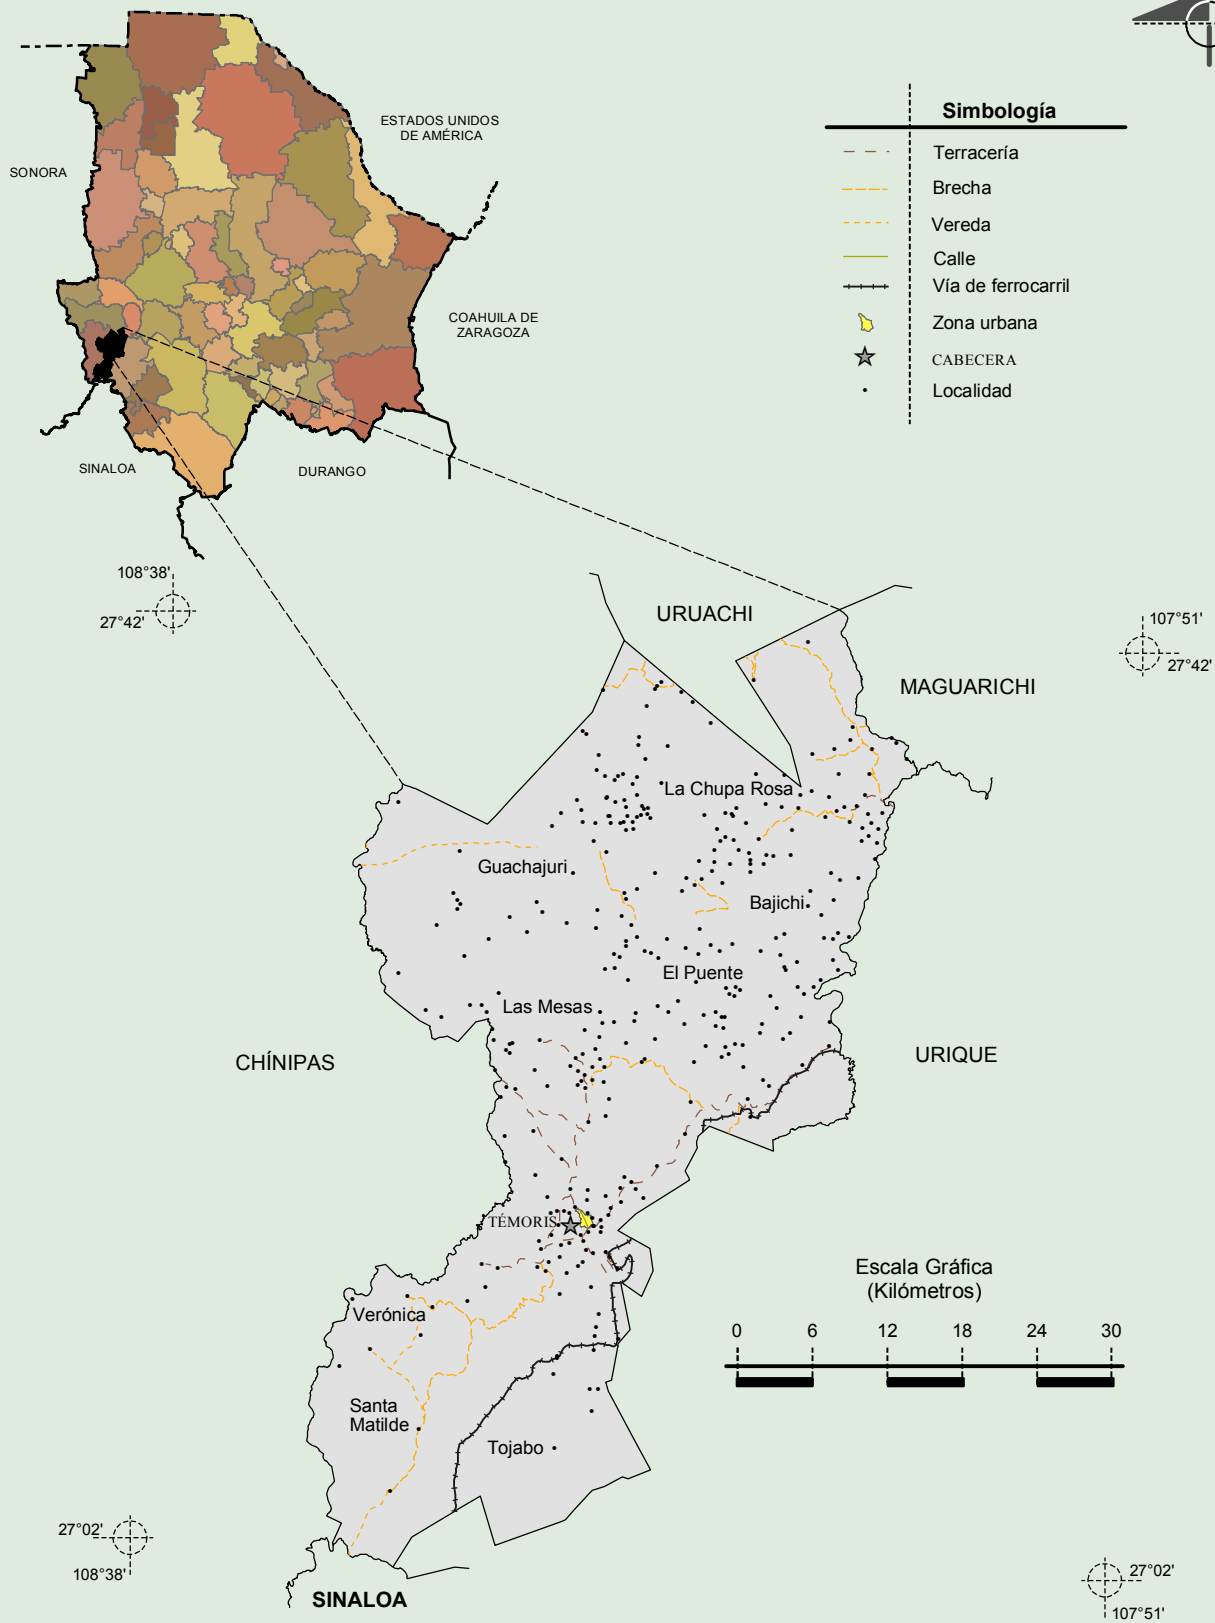 ESTADOS UNIDOS
DE AMÉRICA
SONORA
COAHUILA DE
ZARAGOZA
SINALOA
DURANGO
Simbología
Terracería
Brecha
Vereda
Calle
Vía de ferrocarril
Zona urbana
CABECERA
Localidad
108°38'
27°42'
107°51'
27°42'
URUACHI
MAGUARICHI
La Chupa Rosa
Guachajuri
Bajichi
El Puente
Las Mesas
CHÍNIPAS
URIQUE
TÉMORIS
Verónica
Santa
Matilde
Tojabo
Escala Gráfica
(Kilómetros)
0 6 12 18 24 30
27°02'
108°38'
SINALOA
27°02'
107°51'